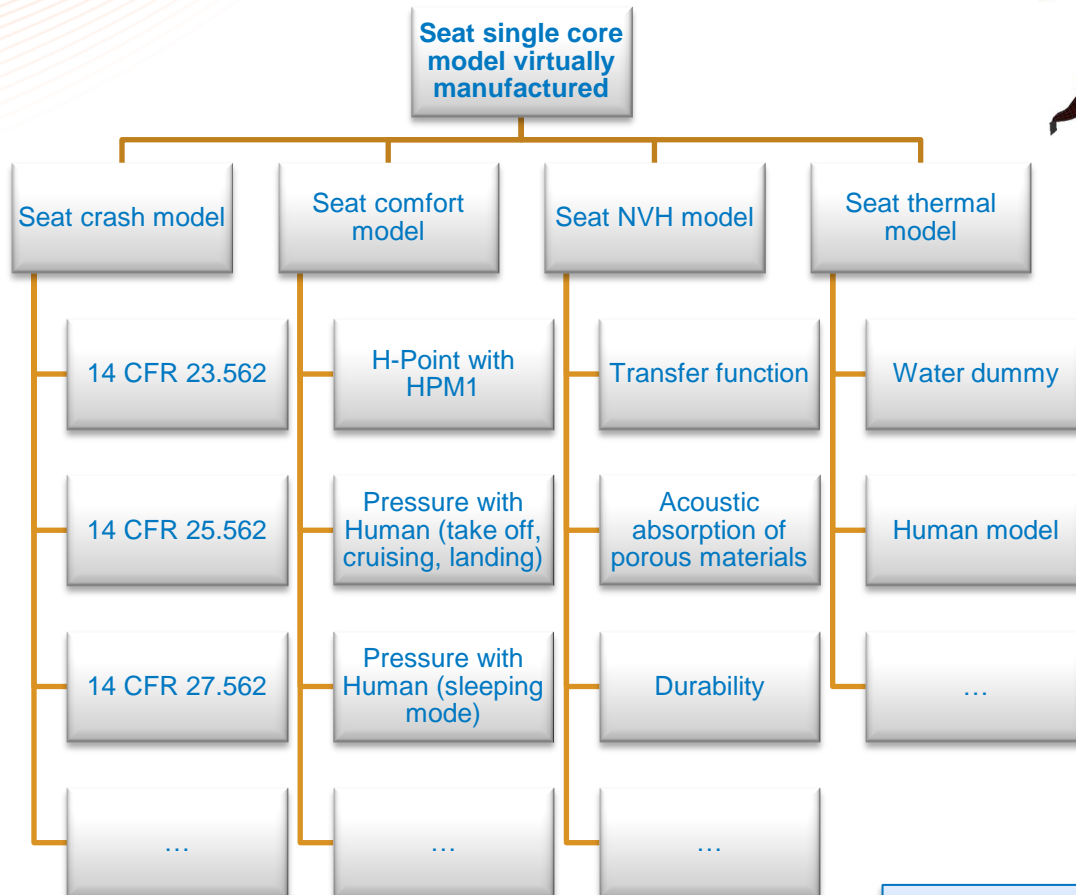 Seat single core
model virtually
manufactured
Seat crash model
Seat comfort
model
Seat NVH model
Seat thermal
model
14 CFR 23.562
H-Point with
HPM1
Transfer function
Water dummy
14 CFR 25.562
Pressure with
Human (take off,
cruising, landing)
Acoustic
absorption of
porous materials
Human model
14 CFR 27.562
Pressure with
Human (sleeping
mode)
Durability
…
…
…
…